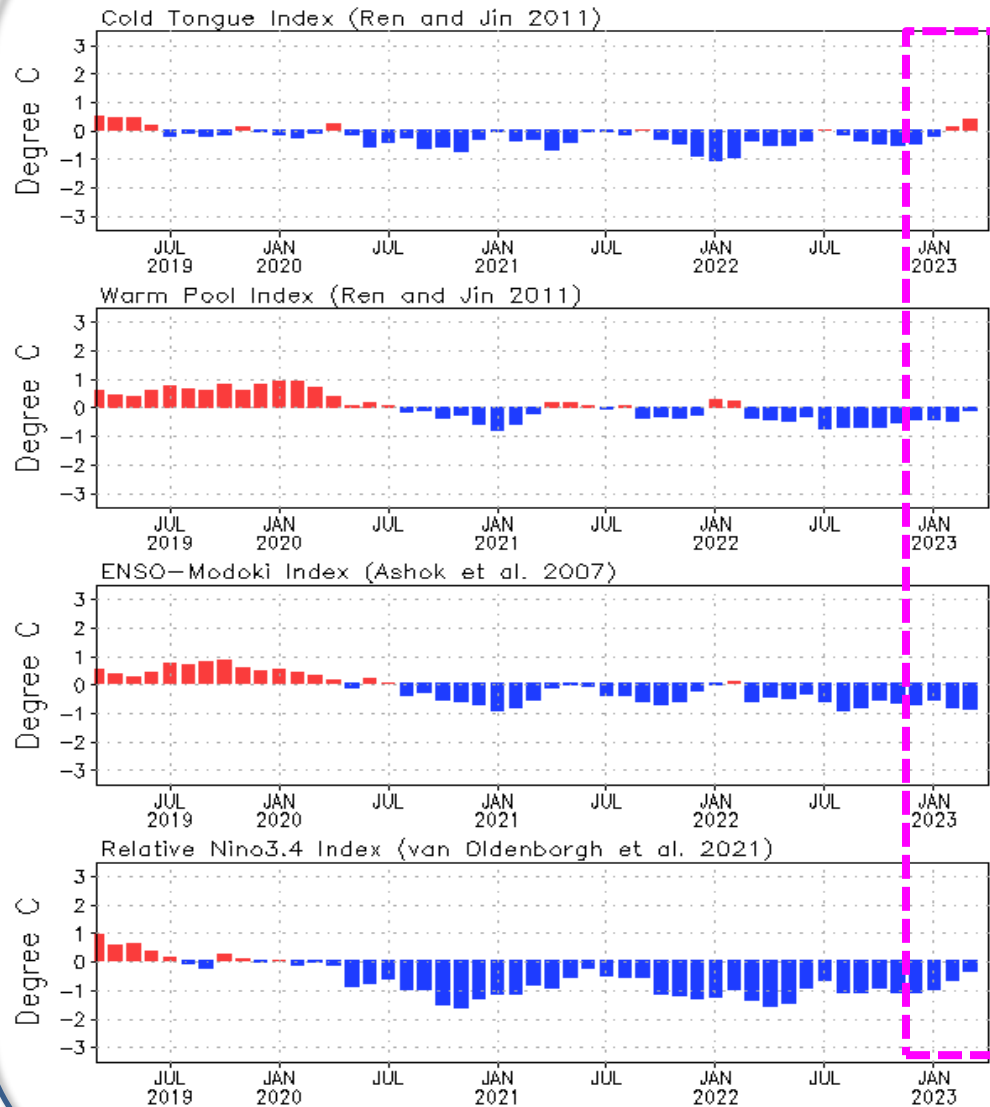 Cold Tongue Index (Ren and Jin 2011)
Degree C
3
2
1
0
−1
−2
−3
JUL JAN JUL JAN JUL JAN JUL JAN
2019 2020 2021 2022 2023
Warm Pool Index (Ren and Jin 2011)
Degree C
3
2
1
0
−1
−2
−3
JUL JAN JUL JAN JUL JAN JUL JAN
2019 2020 2021 2022 2023
ENSO−Modoki Index (Ashok et al. 2007)
Degree C
3
2
1
0
−1
−2
−3
JUL JAN JUL JAN JUL JAN JUL JAN
2019 2020 2021 2022 2023
Relative Nino3.4 Index (van Oldenborgh et al. 2021)
Degree C
3
2
1
0
−1
−2
−3
JUL JAN JUL JAN JUL JAN JUL JAN
2019 2020 2021 2022 2023